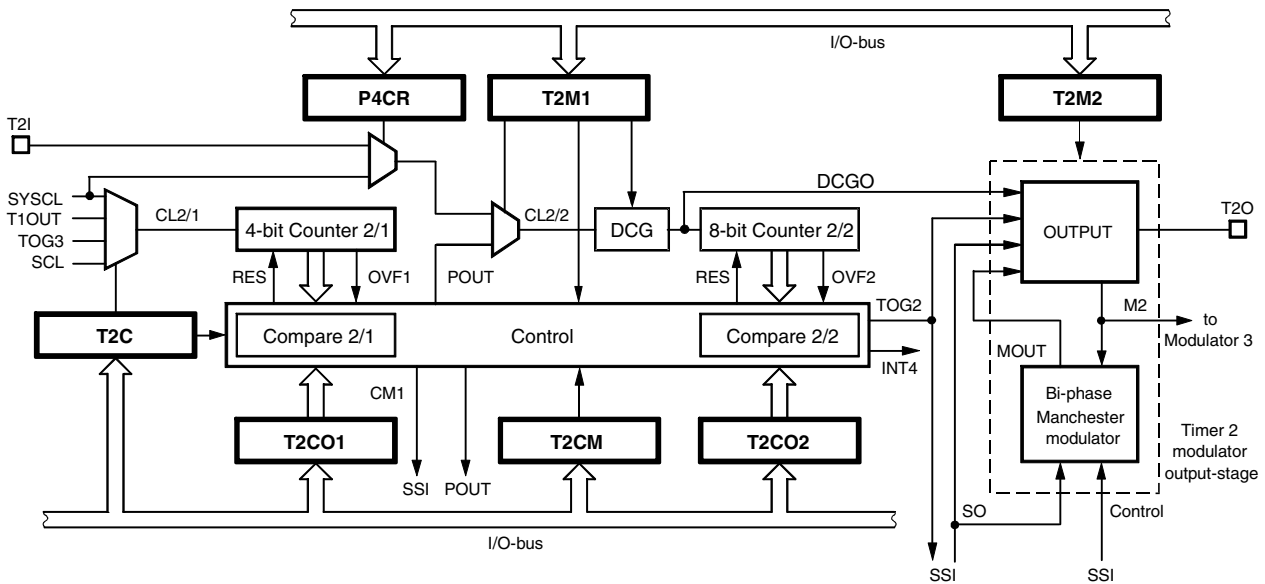 I/O-bus
P4CR
T2M1
T2M2
T2I
SYSCL
T1OUT
TOG3
SCL
CL2/1
4-bit Counter 2/1
CL2/2
DCG
8-bit Counter 2/2
DCGO
OUTPUT
T2O
RES
OVF1
POUT
RES
OVF2
TOG2
M2
to
Modulator 3
T2C
Compare 2/1
Control
Compare 2/2
INT4
MOUT
CM1
Bi-phase
Manchester
modulator
T2CO1
T2CM
T2CO2
Timer 2
modulator
output-stage
SSI
POUT
SO
Control
I/O-bus
SSI
SSI